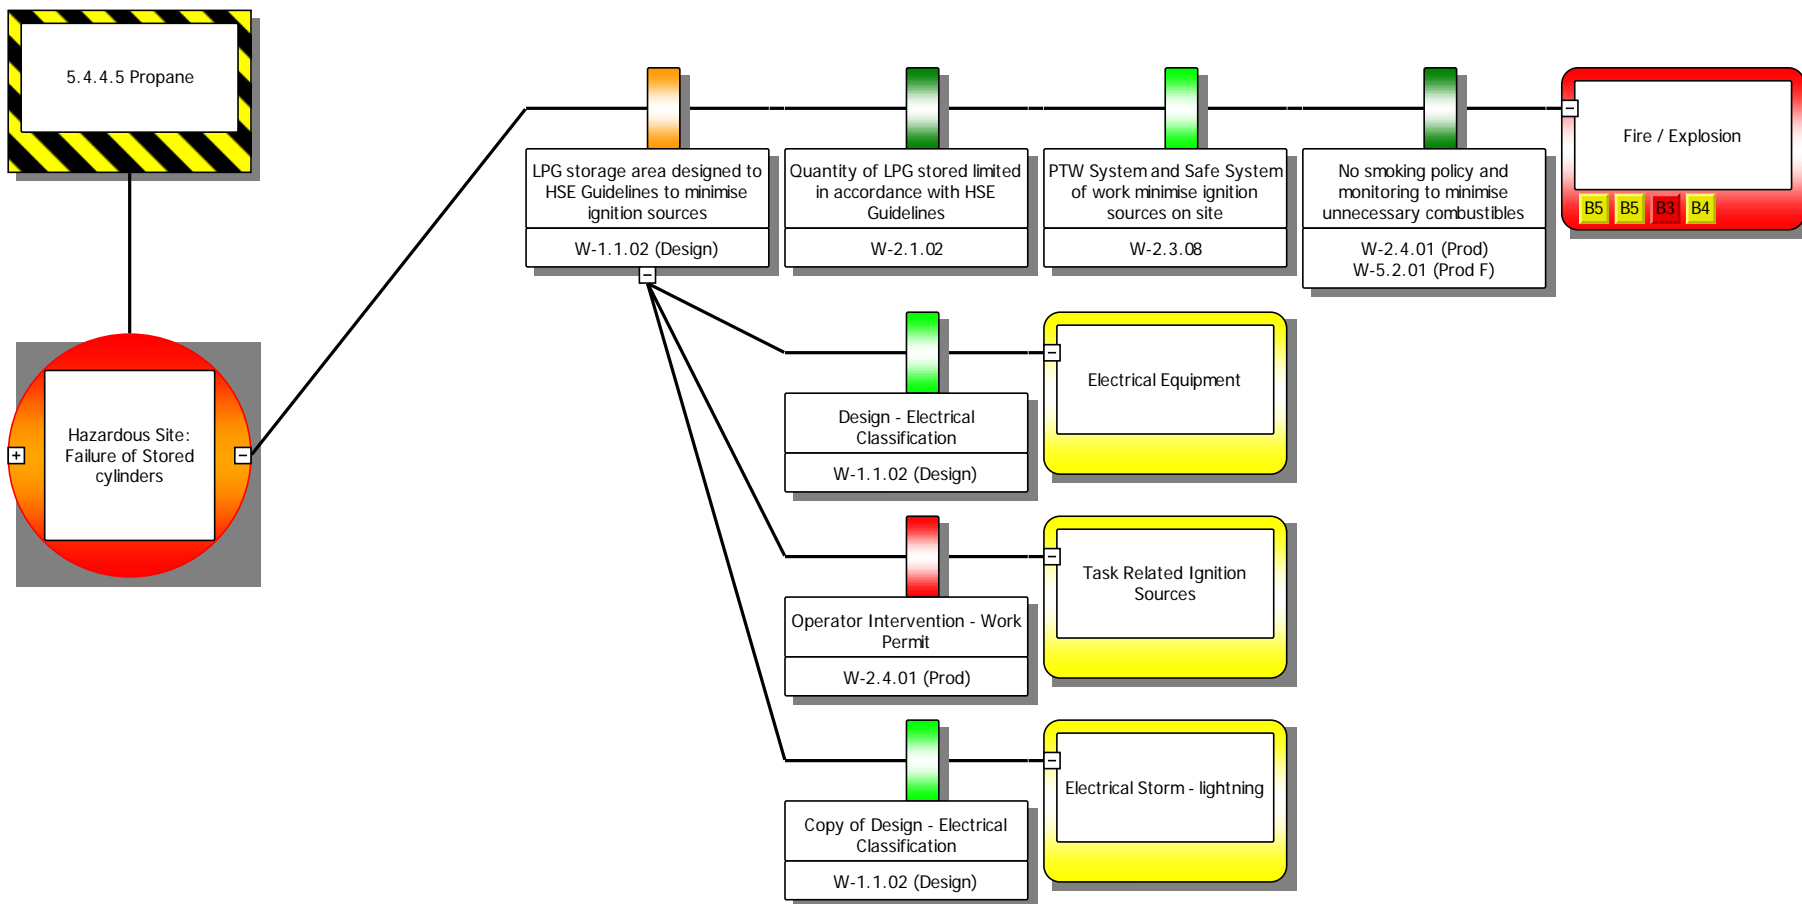 5.4.4.5 Propane
Hazardous Site:
Failure of Stored
cylinders
LPG storage area designed to
HSE Guidelines to minimise
ignition sources
W-1.1.02 (Design)
Quantity of LPG stored limited
in accordance with HSE
Guidelines
W-2.1.02
PTW System and Safe System
of work minimise ignition
sources on site
W-2.3.08
No smoking policy and
monitoring to minimise
unnecessary combustibles
W-2.4.01 (Prod)
W-5.2.01 (Prod F)
Fire / Explosion
B5 B5 B3 B4
Design - Electrical
Classification
W-1.1.02 (Design)
Electrical Equipment
Operator Intervention - Work
Permit
W-2.4.01 (Prod)
Task Related Ignition
Sources
Copy of Design - Electrical
Classification
W-1.1.02 (Design)
Electrical Storm - lightning